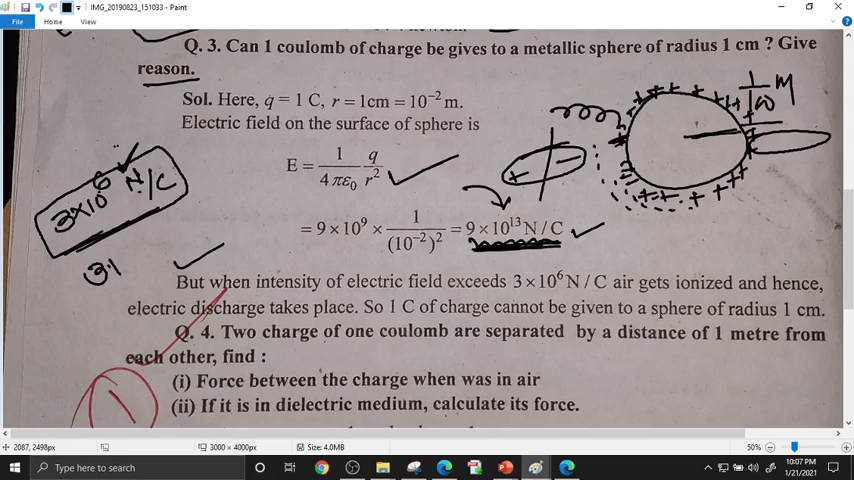 IMG_20190823_151033 - Paint
File
Home
View
Q. 3. Can 1 coulomb of charge be gives to a metallic sphere of radius 1 cm ? Give
reason.
Sol. Here, q = 1 C, r = 1cm = 10⁻² m.
Electric field on the surface of sphere is
E = 1/4πε₀ q/r²
= 9 × 10⁹ × 1/(10⁻²)² = 9 × 10¹³ N / C
3×10⁶ N/C
3·1
1/100 M
But when intensity of electric field exceeds 3 × 10⁶ N / C air gets ionized and hence,
electric discharge takes place. So 1 C of charge cannot be given to a sphere of radius 1 cm.
Q. 4. Two charge of one coulomb are separated by a distance of 1 metre from
each other, find :
(i) Force between the charge when was in air
(ii) If it is in dielectric medium, calculate its force.
1
2087, 2498px
3000 × 4000px
Size: 4.0MB
50%
Type here to search
10:07 PM
1/21/2021